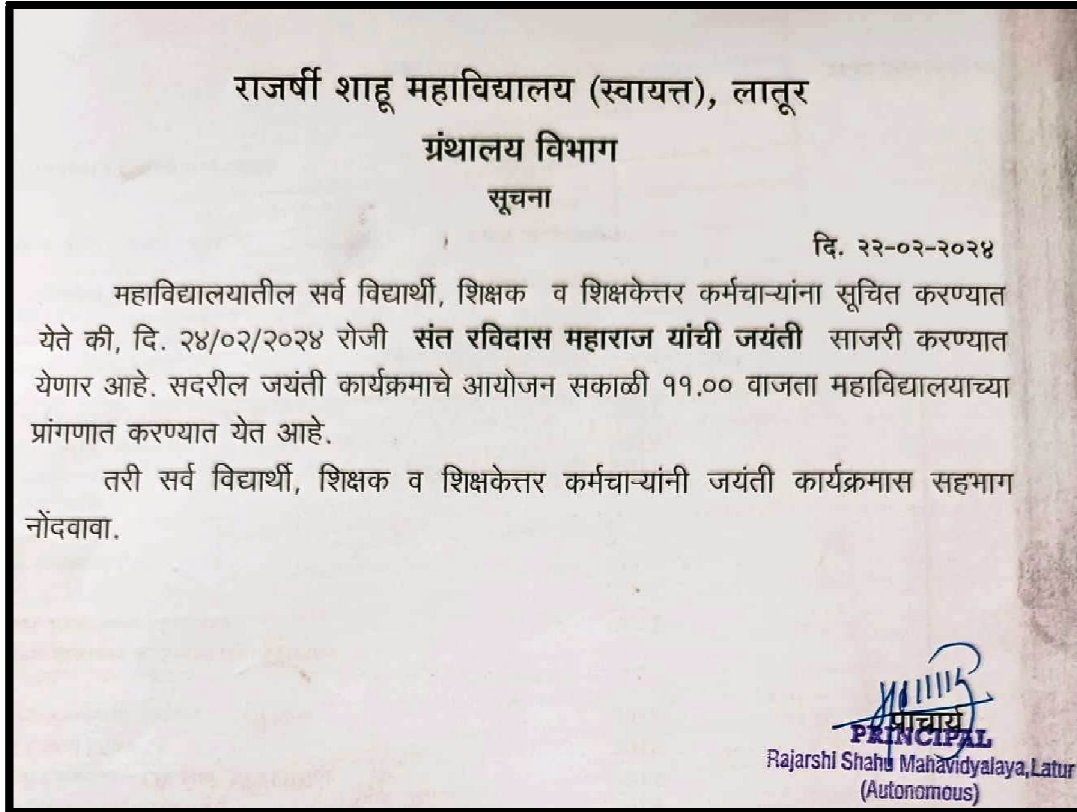 राजर्षी शाहू महाविद्यालय (स्वायत्त), लातूर
ग्रंथालय विभाग
सूचना
दि. २२-०२-२०२४
महाविद्यालयातील सर्व विद्यार्थी, शिक्षक व शिक्षकेत्तर कर्मचाऱ्यांना सूचित करण्यात
येते की, दि. २४/०२/२०२४ रोजी संत रविदास महाराज यांची जयंती साजरी करण्यात
येणार आहे. सदरील जयंती कार्यक्रमाचे आयोजन सकाळी ११.०० वाजता महाविद्यालयाच्या
प्रांगणात करण्यात येत आहे.
तरी सर्व विद्यार्थी, शिक्षक व शिक्षकेत्तर कर्मचाऱ्यांनी जयंती कार्यक्रमास सहभाग
नोंदवावा.
प्राचार्य
PRINCIPAL
Rajarshi Shahu Mahavidyalaya,Latur
(Autonomous)